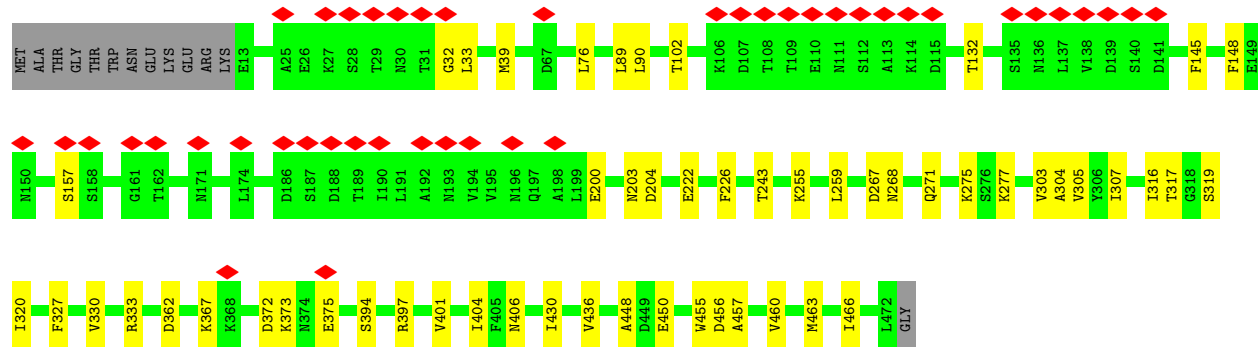 MET ALA THR GLY THR TRP ASN GLU LYS GLU ARG LYS E13 A25 E26 K27 S28 T29 N30 T31 G32 L33 M39 D67 L76 L89 L90 T102 K106 D107 T108 T109 E110 N111 S112 A113 K114 D115 T132 S135 N136 L137 V138 D139 S140 D141 F145 F148 E149
N150 S157 S158 G161 T162 N171 L174 D186 S187 D188 T189 I190 L191 A192 N193 V194 V195 N196 Q197 A198 L199 E200 N203 D204 E222 F226 T243 K255 L259 D267 N268 Q271 K275 S276 K277 V303 A304 V305 Y306 I307 I316 T317 G318 S319
I320 F327 V330 R333 D362 K367 K368 D372 K373 N374 E375 S394 R397 V401 I404 F405 N406 I430 V436 A448 D449 E450 W455 D456 A457 V460 M463 I466 L472 GLY